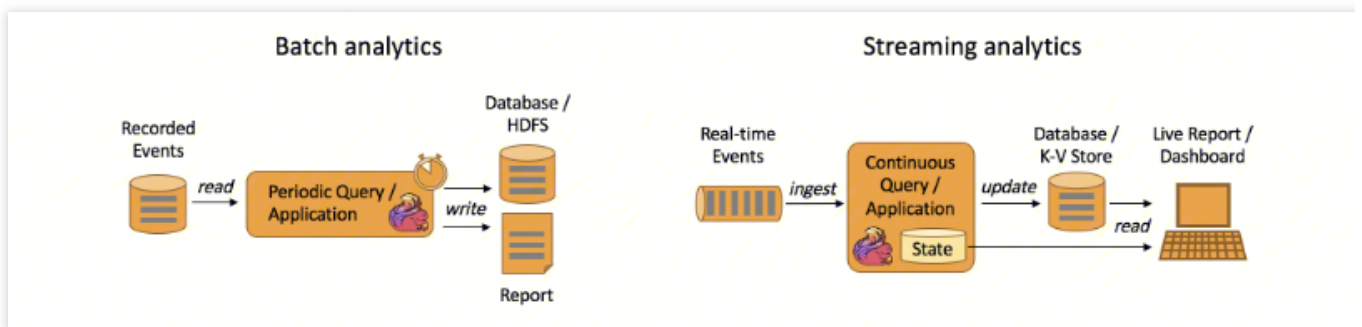 Batch analytics
Recorded
Events
read
Periodic Query /
Application
write
Database /
HDFS
Report
Streaming analytics
Real-time
Events
ingest
Continuous
Query /
Application
State
update
Database /
K-V Store
read
Live Report /
Dashboard